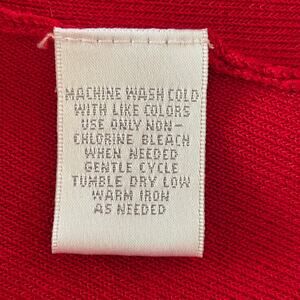 MACHINE WASH COLD
WITH LIKE COLORS
USE ONLY NON-
CHLORINE BLEACH
WHEN NEEDED
GENTLE CYCLE
TUMBLE DRY LOW
WARM IRON
AS NEEDED